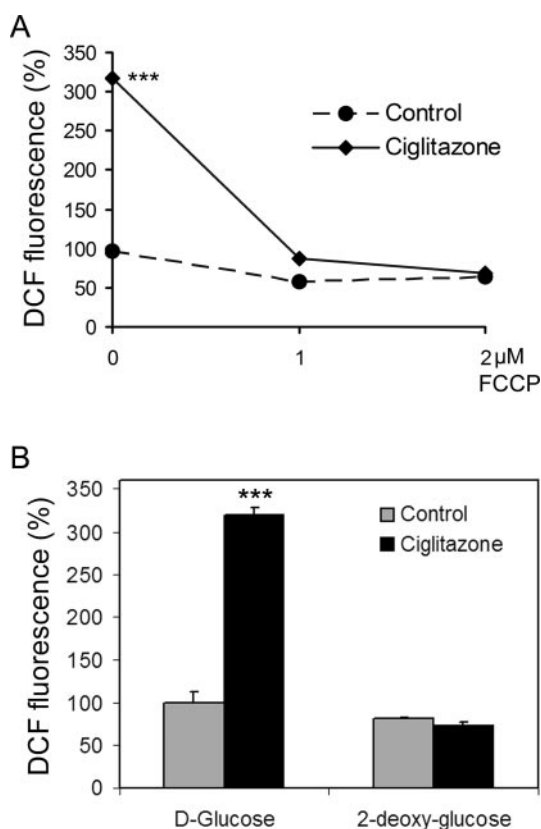 A
DCF fluorescence (%)
350
300
250
200
150
100
50
0
***
Control
Ciglitazone
0 1 2 µM
FCCP
B
DCF fluorescence (%)
350
300
250
200
150
100
50
0
***
Control
Ciglitazone
D-Glucose 2-deoxy-glucose